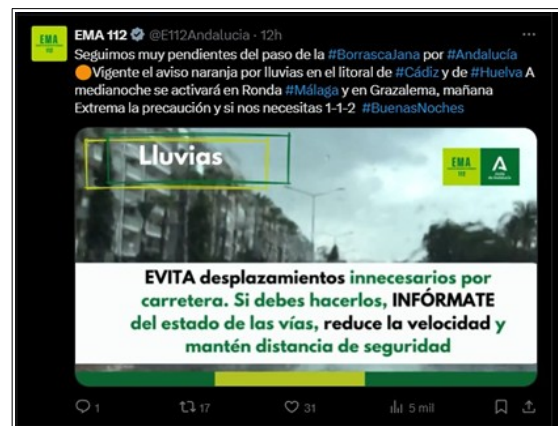 EMA 112 @E112Andalucia · 12h
Seguimos muy pendientes del paso de la #BorrascaJana por #Andalucía
🟠Vigente el aviso naranja por lluvias en el litoral de #Cádiz y de #Huelva A
medianoche se activará en Ronda #Málaga y en Grazalema, mañana
Extrema la precaución y si nos necesitas 1-1-2 #BuenasNoches
Lluvias
EVITA desplazamientos innecesarios por
carretera. Si debes hacerlos, INFÓRMATE
del estado de las vías, reduce la velocidad y
mantén distancia de seguridad
1 17 31 5 mil